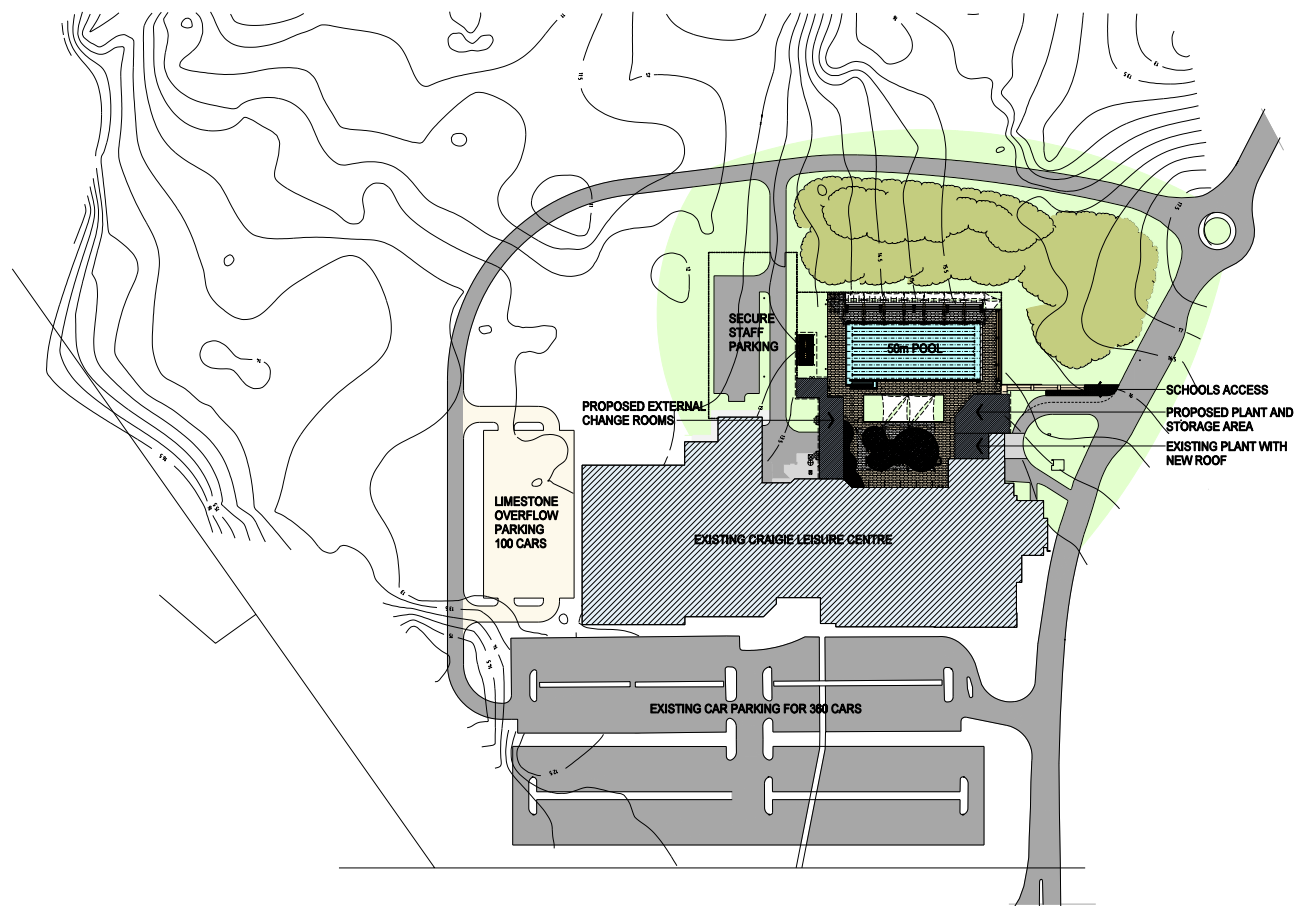 SECURE
STAFF
PARKING
50m POOL
SCHOOLS ACCESS
PROPOSED EXTERNAL
CHANGE ROOMS
PROPOSED PLANT AND
STORAGE AREA
EXISTING PLANT WITH
NEW ROOF
LIMESTONE
OVERFLOW
PARKING
100 CARS
EXISTING CRAIGIE LEISURE CENTRE
EXISTING CAR PARKING FOR 360 CARS